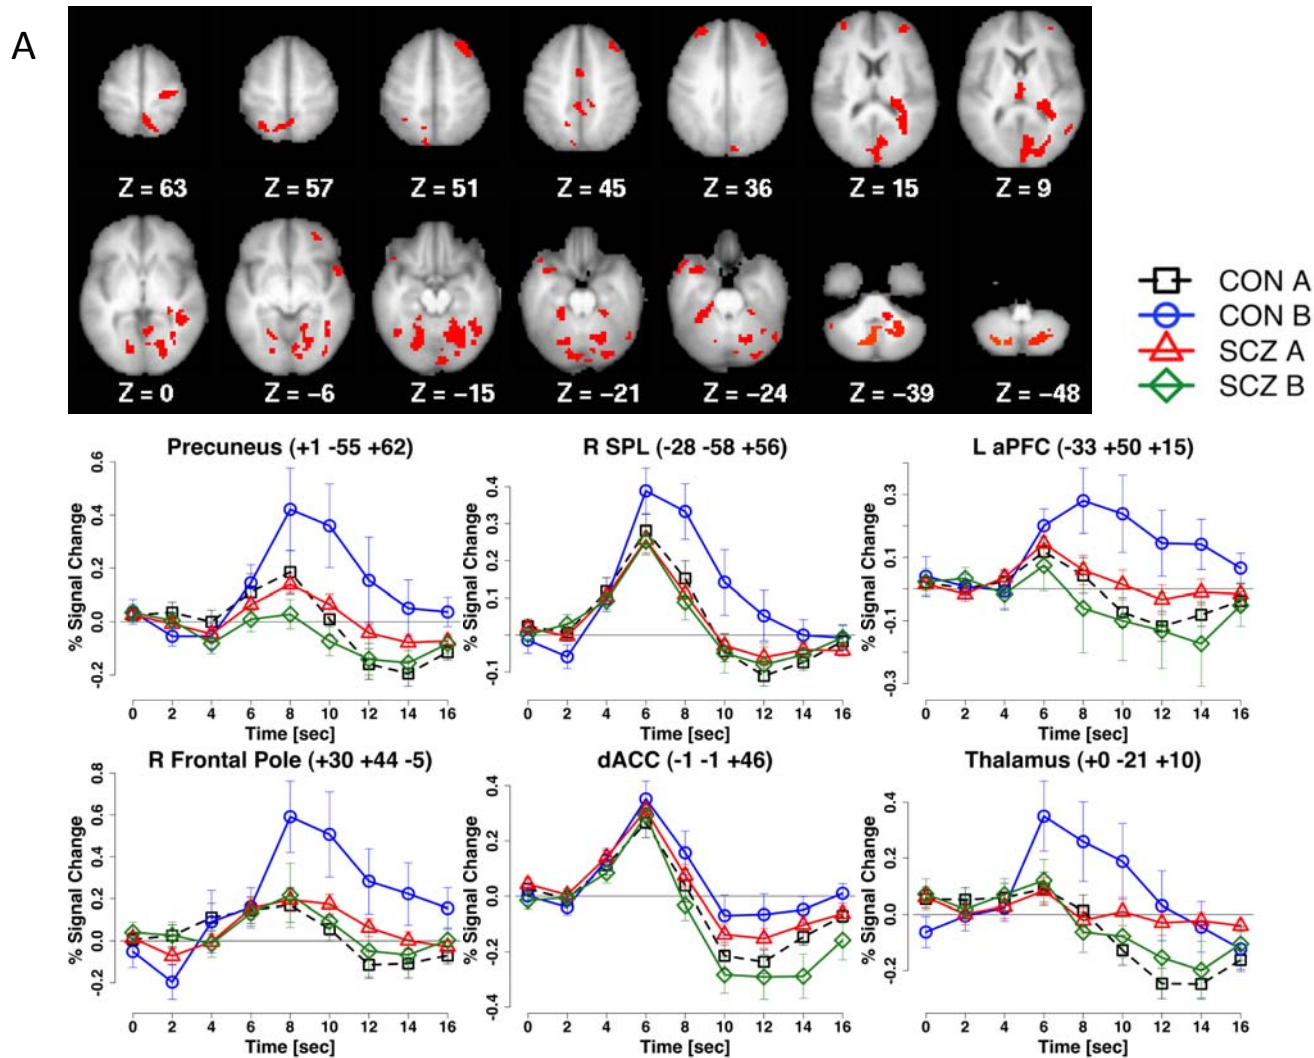 A
Z = 63 Z = 57 Z = 51 Z = 45 Z = 36 Z = 15 Z = 9
Z = 0 Z = −6 Z = −15 Z = −21 Z = −24 Z = −39 Z = −48
CON A
CON B
SCZ A
SCZ B
Precuneus (+1 -55 +62)
% Signal Change
0.6
0.4
0.2
0.0
-0.2
0 2 4 6 8 10 12 14 16
Time [sec]
R SPL (-28 -58 +56)
% Signal Change
0.4
0.3
0.1
-0.1
0 2 4 6 8 10 12 14 16
Time [sec]
L aPFC (-33 +50 +15)
% Signal Change
0.3
0.1
-0.1
-0.3
0 2 4 6 8 10 12 14 16
Time [sec]
R Frontal Pole (+30 +44 -5)
% Signal Change
0.8
0.6
0.4
0.2
0.0
-0.2
0 2 4 6 8 10 12 14 16
Time [sec]
dACC (-1 -1 +46)
% Signal Change
0.4
0.2
0.0
-0.2
-0.4
0 2 4 6 8 10 12 14 16
Time [sec]
Thalamus (+0 -21 +10)
% Signal Change
0.4
0.2
0.0
-0.2
0 2 4 6 8 10 12 14 16
Time [sec]